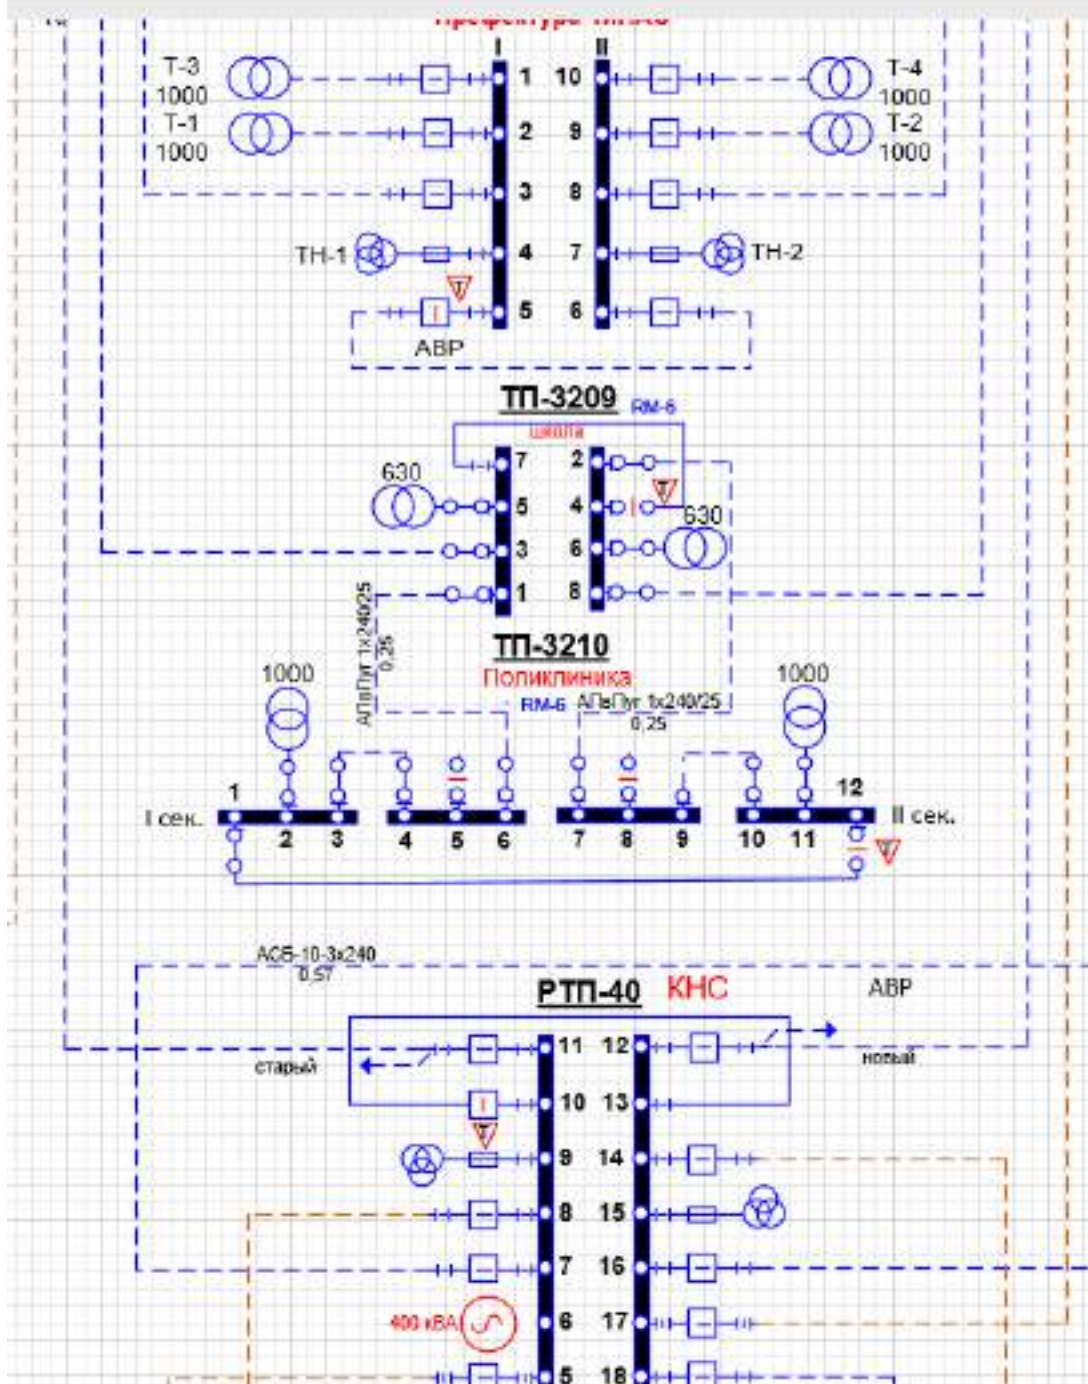 I II
Т-3 1 10 Т-4
1000 1000
Т-1 2 9 Т-2
1000 1000
3 8
ТН-1 4 7 ТН-2
Т
5 6
АВР
ТП-3209 RM-6
школа
7 2
630
5 4 Т
630
3 6
1 8
АПвПуг 1х240/25
0,25
ТП-3210
Поликлиника
1000 1000
RM-6 АПвПуг 1х240/25
0,25
1 12
I сек. II сек.
2 3 4 5 6 7 8 9 10 11
Т
АСБ-10-3х240
0,57
РТП-40 КНС АВР
11 12
старый новый
10 13
Т
9 14
8 15
7 16
400 кВА 6 17
5 18